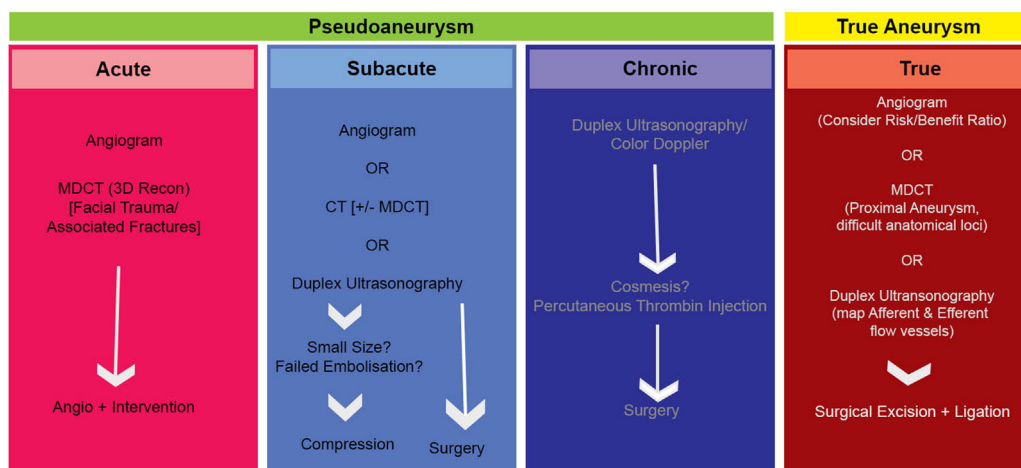 Pseudoaneurysm
True Aneurysm
Acute
Angiogram
MDCT (3D Recon)
[Facial Trauma/
Associated Fractures]
Angio + Intervention
Subacute
Angiogram
OR
CT [+/- MDCT]
OR
Duplex Ultrasonography
Small Size?
Failed Embolisation?
Compression
Surgery
Chronic
Duplex Ultrasonography/
Color Doppler
Cosmesis?
Percutaneous Thrombin Injection
Surgery
True
Angiogram
(Consider Risk/Benefit Ratio)
OR
MDCT
(Proximal Aneurysm,
difficult anatomical loci)
OR
Duplex Ultransonography
(map Afferent & Efferent
flow vessels)
Surgical Excision + Ligation